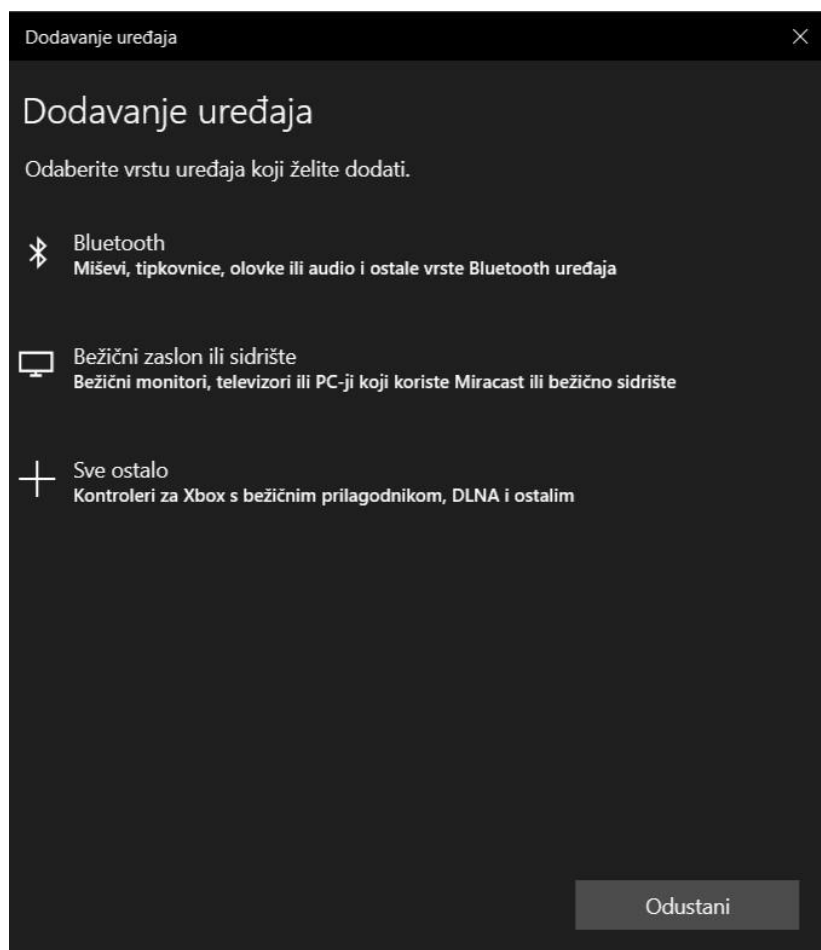 Dodavanje uređaja
Dodavanje uređaja
Odaberite vrstu uređaja koji želite dodati.
Bluetooth
Miševi, tipkovnice, olovke ili audio i ostale vrste Bluetooth uređaja
Bežični zaslon ili sidrište
Bežični monitori, televizori ili PC-ji koji koriste Miracast ili bežično sidrište
Sve ostalo
Kontroleri za Xbox s bežičnim prilagodnikom, DLNA i ostalim
Odustani